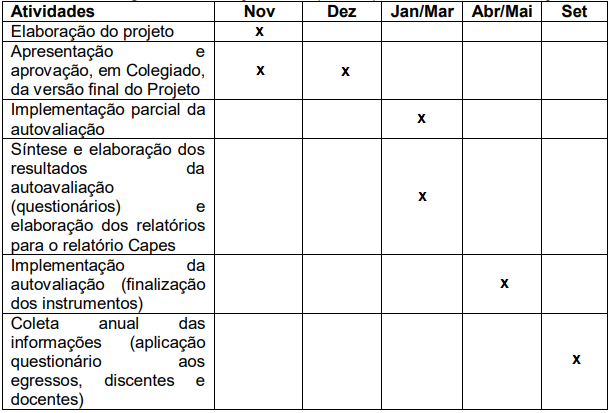 Atividades Nov Dez Jan/Mar Abr/Mai Set
Elaboração do projeto x
Apresentação e
aprovação, em Colegiado, x x
da versão final do Projeto
Implementação parcial da x
autovaliação
Síntese e elaboração dos
resultados da
autoavaliação
(questionários) e x
elaboração dos relatórios
para o relatório Capes
Implementação da
autovaliação (finalização x
dos instrumentos)
Coleta anual das
informações (aplicação
questionário aos x
egressos, discentes e
docentes)